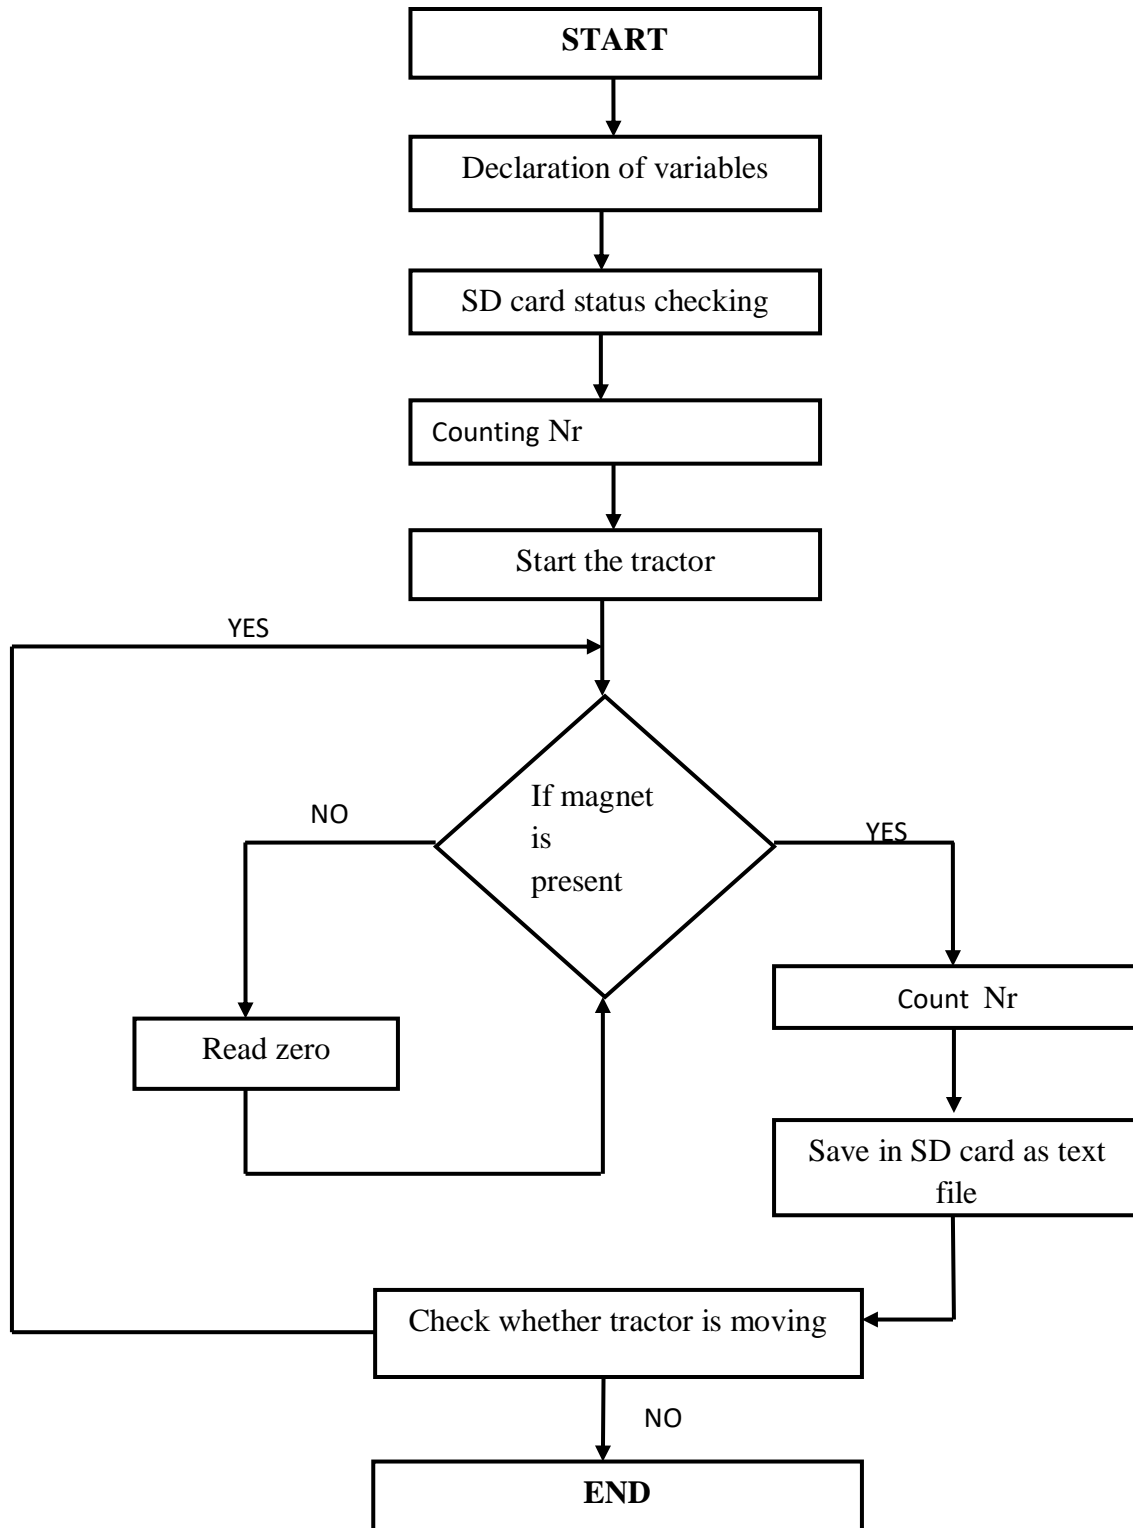 START
Declaration of variables
SD card status checking
Counting Nr
Start the tractor
YES
If magnet
is
present
NO
YES
Count Nr
Read zero
Save in SD card as text
file
Check whether tractor is moving
NO
END